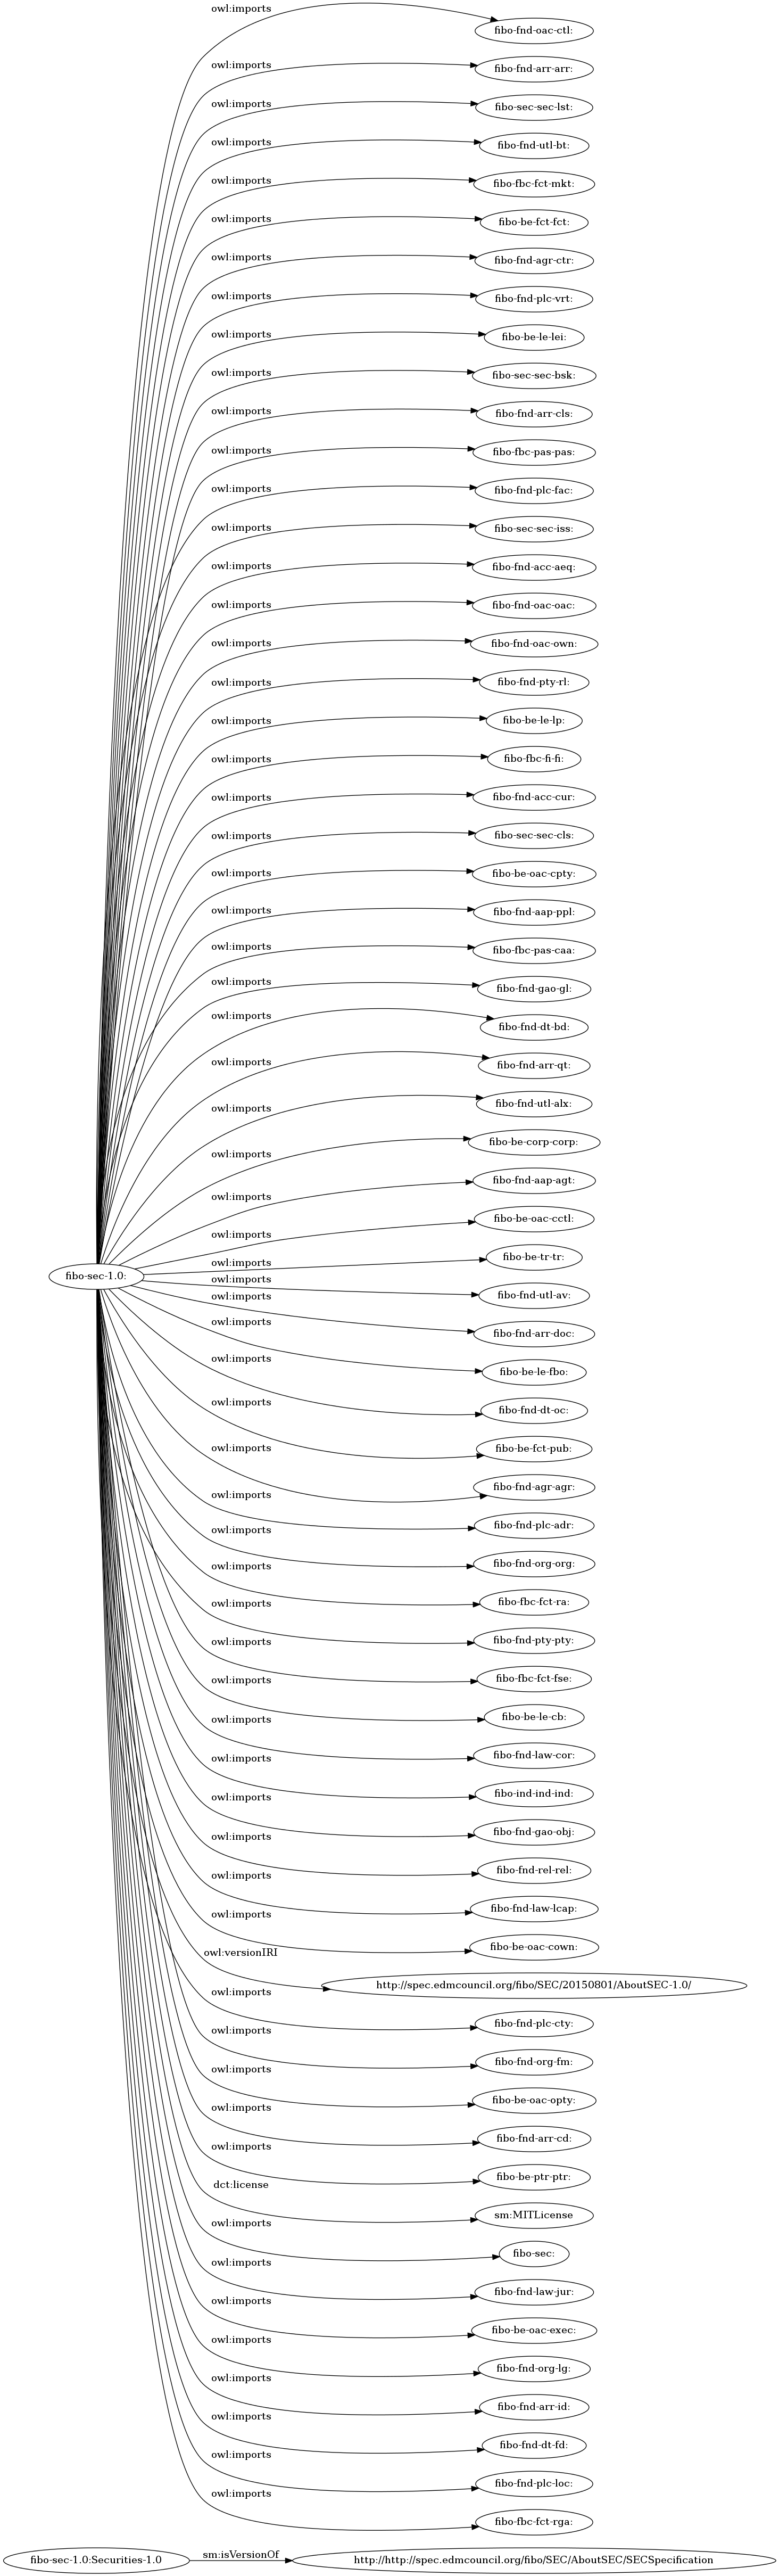 owl:imports
fibo-fnd-oac-ctl:
owl:imports
fibo-fnd-arr-arr:
owl:imports
fibo-sec-sec-lst:
owl:imports
fibo-fnd-utl-bt:
owl:imports
fibo-fbc-fct-mkt:
owl:imports
fibo-be-fct-fct:
owl:imports
fibo-fnd-agr-ctr:
owl:imports
fibo-fnd-plc-vrt:
owl:imports
fibo-be-le-lei:
owl:imports
fibo-sec-sec-bsk:
owl:imports
fibo-fnd-arr-cls:
owl:imports
fibo-fbc-pas-pas:
owl:imports
fibo-fnd-plc-fac:
owl:imports
fibo-sec-sec-iss:
owl:imports
fibo-fnd-acc-aeq:
owl:imports
fibo-fnd-oac-oac:
owl:imports
fibo-fnd-oac-own:
owl:imports
fibo-fnd-pty-rl:
owl:imports
fibo-be-le-lp:
owl:imports
fibo-fbc-fi-fi:
owl:imports
fibo-fnd-acc-cur:
owl:imports
fibo-sec-sec-cls:
owl:imports
fibo-be-oac-cpty:
owl:imports
fibo-fnd-aap-ppl:
owl:imports
fibo-fbc-pas-caa:
owl:imports
fibo-fnd-gao-gl:
owl:imports
fibo-fnd-dt-bd:
owl:imports
fibo-fnd-arr-qt:
owl:imports
fibo-fnd-utl-alx:
owl:imports
fibo-be-corp-corp:
owl:imports
fibo-fnd-aap-agt:
owl:imports
fibo-be-oac-cctl:
owl:imports
fibo-be-tr-tr:
fibo-sec-1.0:
owl:imports
fibo-fnd-utl-av:
owl:imports
fibo-fnd-arr-doc:
owl:imports
fibo-be-le-fbo:
owl:imports
fibo-fnd-dt-oc:
owl:imports
fibo-be-fct-pub:
owl:imports
fibo-fnd-agr-agr:
owl:imports
fibo-fnd-plc-adr:
owl:imports
fibo-fnd-org-org:
owl:imports
fibo-fbc-fct-ra:
owl:imports
fibo-fnd-pty-pty:
owl:imports
fibo-fbc-fct-fse:
owl:imports
fibo-be-le-cb:
owl:imports
fibo-fnd-law-cor:
owl:imports
fibo-ind-ind-ind:
owl:imports
fibo-fnd-gao-obj:
owl:imports
fibo-fnd-rel-rel:
owl:imports
fibo-fnd-law-lcap:
owl:imports
fibo-be-oac-cown:
owl:versionIRI
http://spec.edmcouncil.org/fibo/SEC/20150801/AboutSEC-1.0/
owl:imports
fibo-fnd-plc-cty:
owl:imports
fibo-fnd-org-fm:
owl:imports
fibo-be-oac-opty:
owl:imports
fibo-fnd-arr-cd:
owl:imports
fibo-be-ptr-ptr:
dct:license
sm:MITLicense
owl:imports
fibo-sec:
owl:imports
fibo-fnd-law-jur:
owl:imports
fibo-be-oac-exec:
owl:imports
fibo-fnd-org-lg:
owl:imports
fibo-fnd-arr-id:
owl:imports
fibo-fnd-dt-fd:
owl:imports
fibo-fnd-plc-loc:
owl:imports
fibo-fbc-fct-rga:
fibo-sec-1.0:Securities-1.0
sm:isVersionOf
http://http://spec.edmcouncil.org/fibo/SEC/AboutSEC/SECSpecification